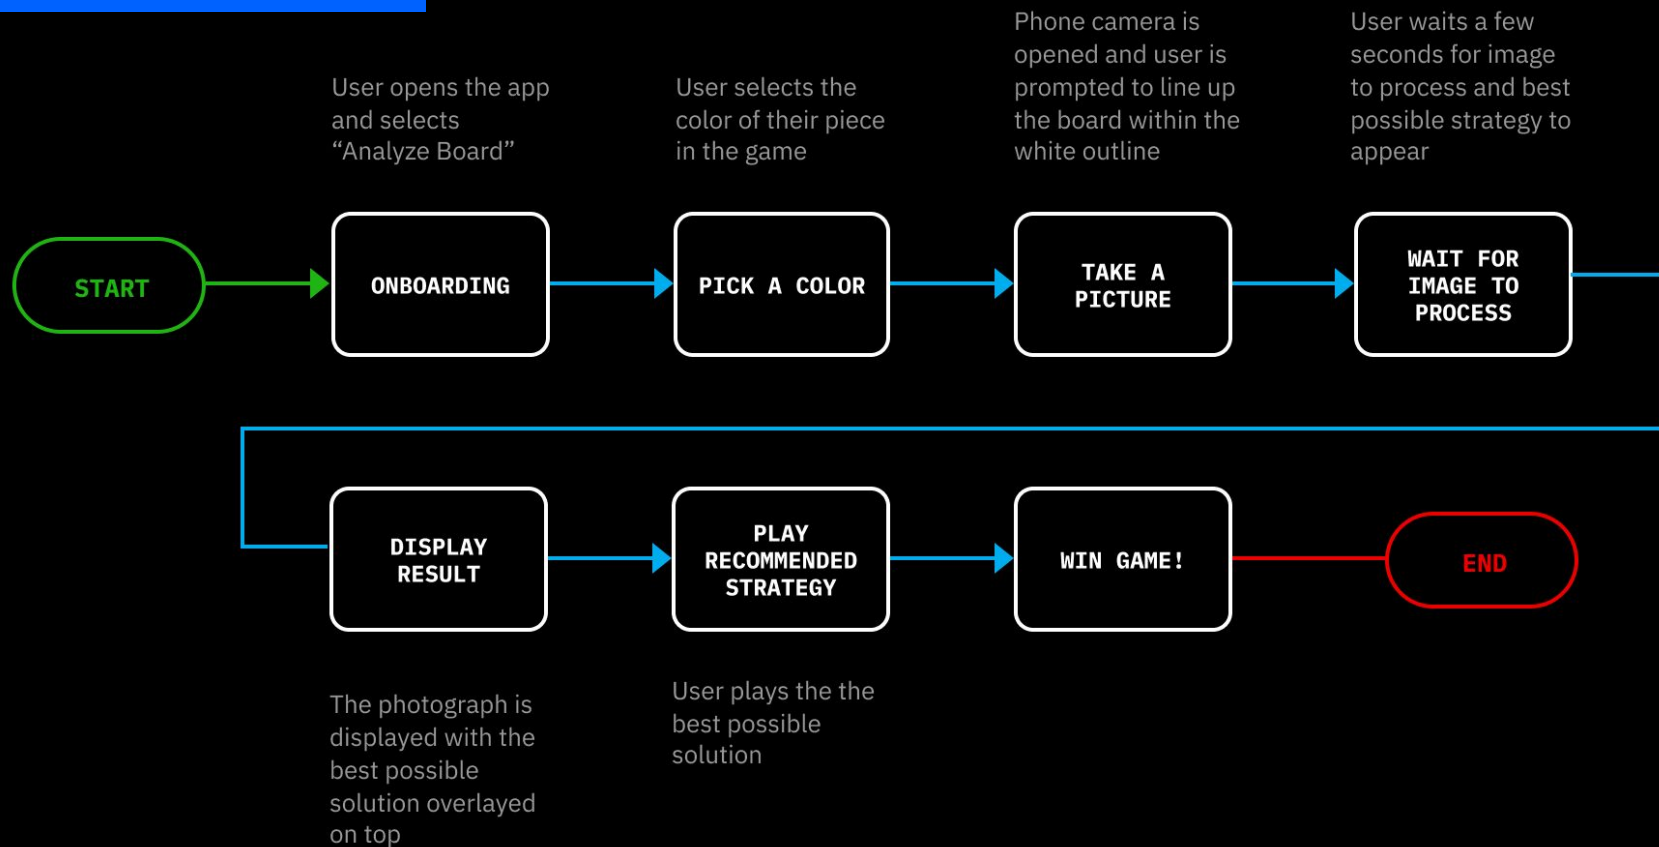 User opens the app
and selects
“Analyze Board”
User selects the
color of their piece
in the game
Phone camera is
opened and user is
prompted to line up
the board within the
white outline
User waits a few
seconds for image
to process and best
possible strategy to
appear
START
ONBOARDING
PICK A COLOR
TAKE A
PICTURE
WAIT FOR
IMAGE TO
PROCESS
DISPLAY
RESULT
PLAY
RECOMMENDED
STRATEGY
WIN GAME!
END
The photograph is
displayed with the
best possible
solution overlayed
on top
User plays the the
best possible
solution